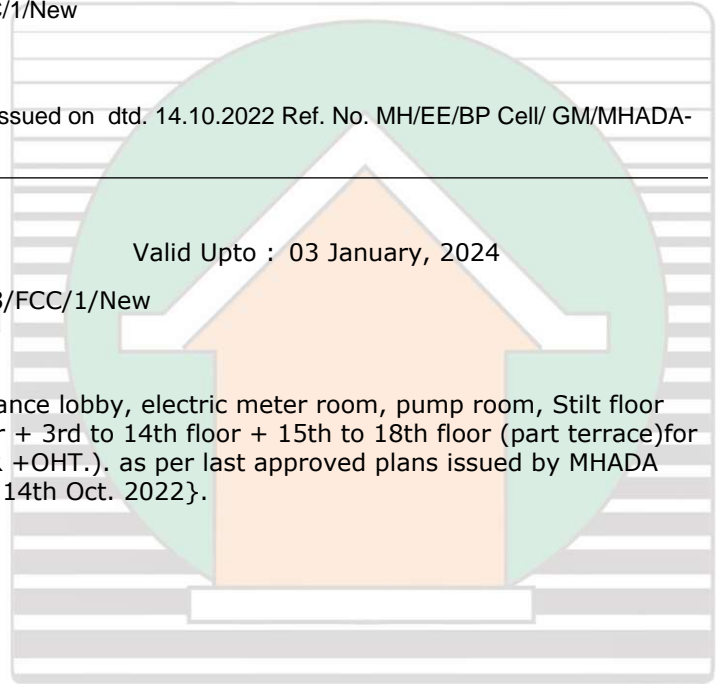 /1/New
ssued on dtd. 14.10.2022 Ref. No. MH/EE/BP Cell/ GM/MHADA-
Valid Upto : 03 January, 2024
/FCC/1/New
ance lobby, electric meter room, pump room, Stilt floor
+ 3rd to 14th floor + 15th to 18th floor (part terrace)for
+OHT.). as per last approved plans issued by MHADA
14th Oct. 2022}.